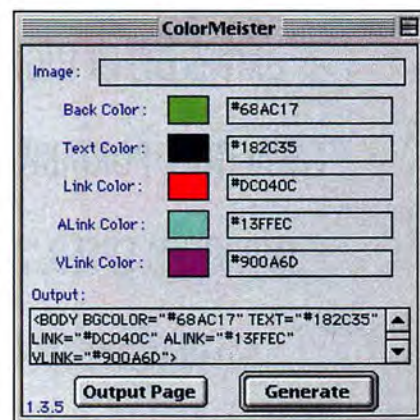 ColorMeister
Image:
Back Color: #68AC17
Text Color: #182C35
Link Color: #DC040C
ALink Color: #13FFEC
VLink Color: #900A6D
Output:
<BODY BGCOLOR="#68AC17" TEXT="#182C35"
LINK="#DC040C" ALINK="#13FFEC"
VLINK="#900A6D">
1.3.5 Output Page Generate